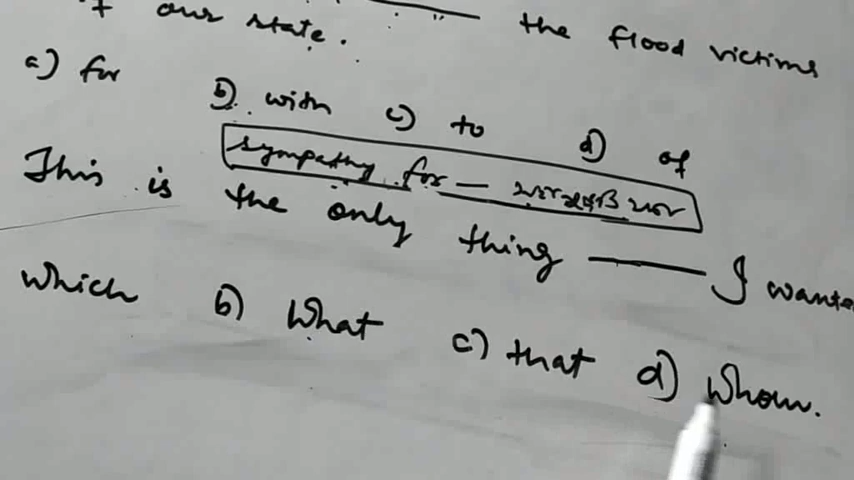 our state. the flood victims
a) for b) with c) to d) of
sympathy for —
This is the only thing I wante
which b) What c) that d) Whom.